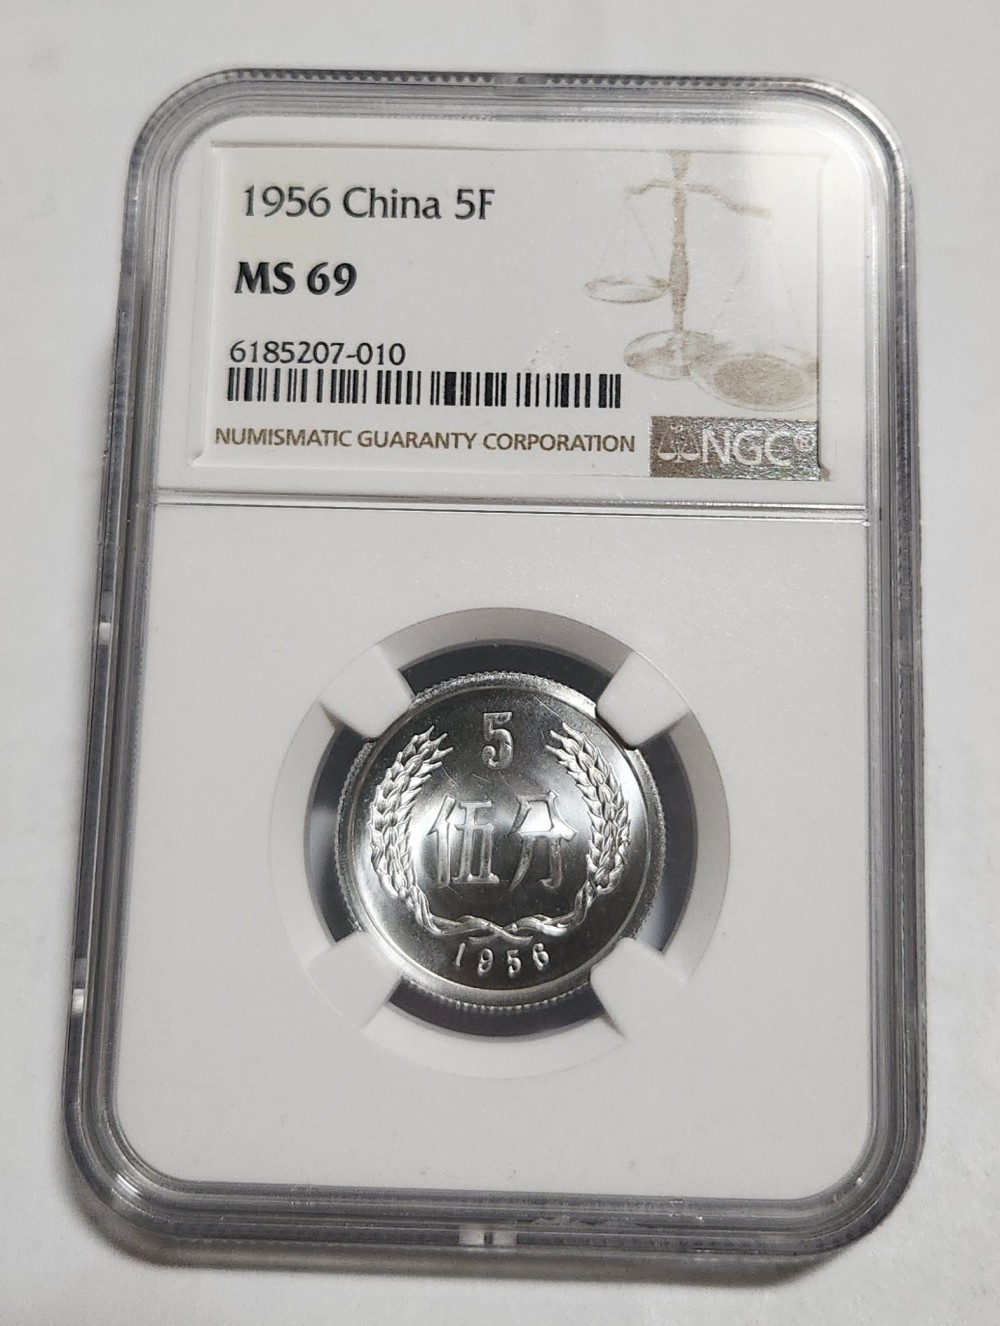 1956 China 5F
MS 69
6185207-010
NUMISMATIC GUARANTY CORPORATION
NGC®
5
伍分
1956